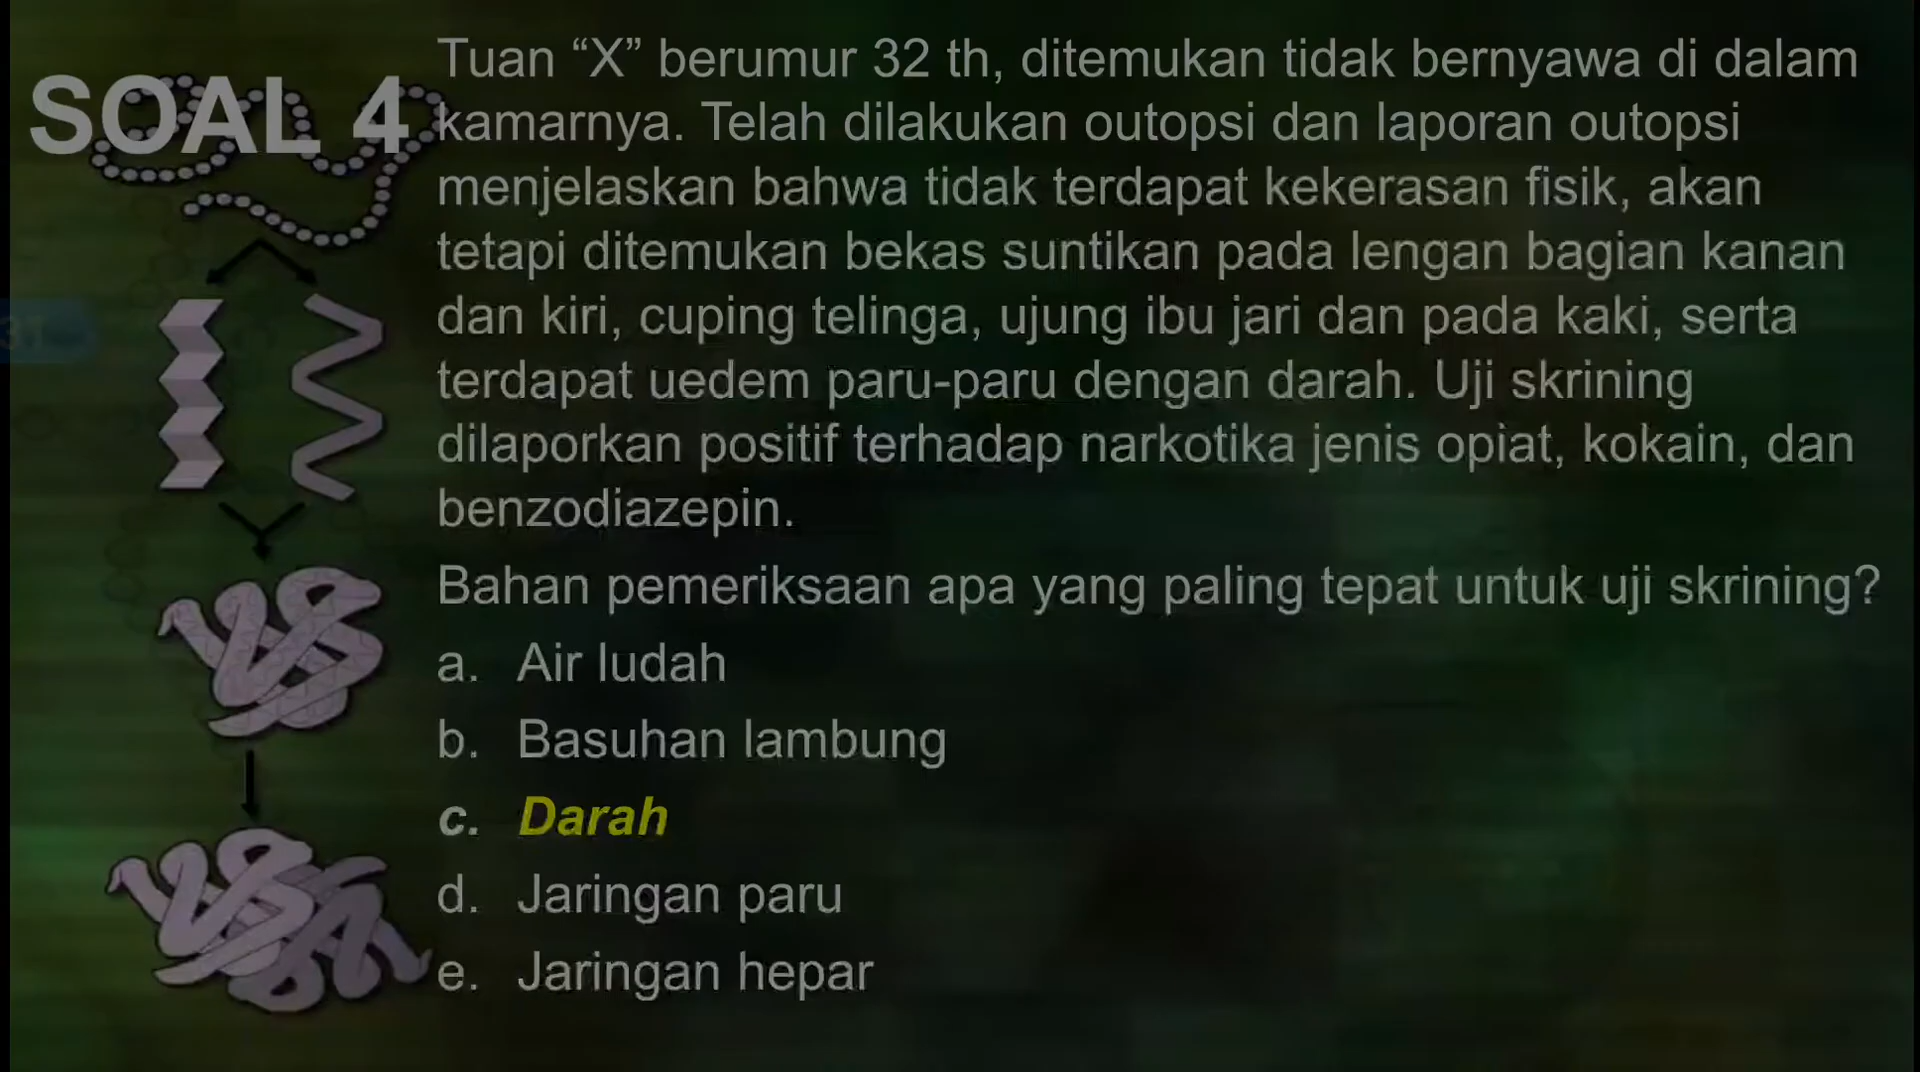 SOAL 4
Tuan “X” berumur 32 th, ditemukan tidak bernyawa di dalam
kamarnya. Telah dilakukan outopsi dan laporan outopsi
menjelaskan bahwa tidak terdapat kekerasan fisik, akan
tetapi ditemukan bekas suntikan pada lengan bagian kanan
dan kiri, cuping telinga, ujung ibu jari dan pada kaki, serta
terdapat uedem paru-paru dengan darah. Uji skrining
dilaporkan positif terhadap narkotika jenis opiat, kokain, dan
benzodiazepin.
Bahan pemeriksaan apa yang paling tepat untuk uji skrining?
a. Air ludah
b. Basuhan lambung
c. Darah
d. Jaringan paru
e. Jaringan hepar